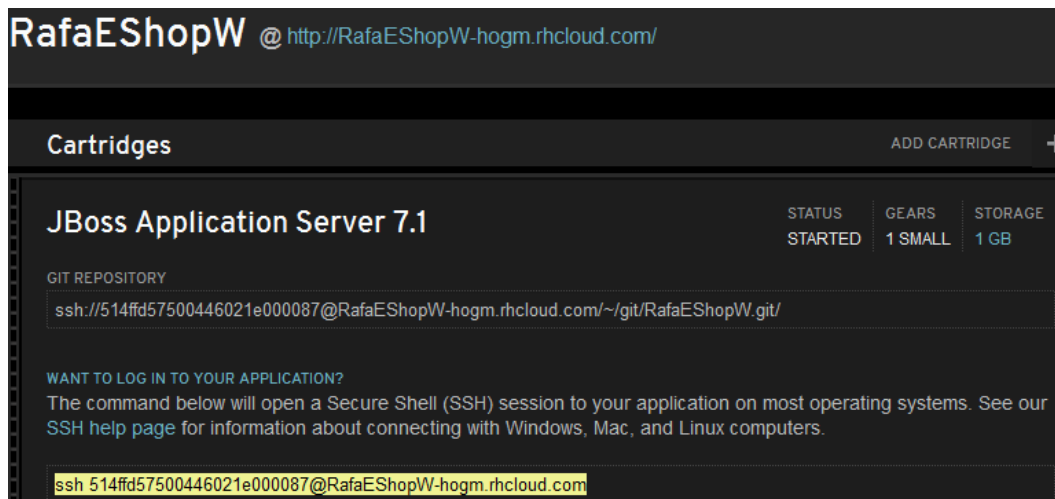 RafaEShopW @ http://RafaEShopW-hogm.rhcloud.com/
Cartridges ADD CARTRIDGE +
JBoss Application Server 7.1
STATUS GEARS STORAGE
STARTED 1 SMALL 1 GB
GIT REPOSITORY
ssh://514ffd57500446021e000087@RafaEShopW-hogm.rhcloud.com/~/git/RafaEShopW.git/
WANT TO LOG IN TO YOUR APPLICATION?
The command below will open a Secure Shell (SSH) session to your application on most operating systems. See our
SSH help page for information about connecting with Windows, Mac, and Linux computers.
ssh 514ffd57500446021e000087@RafaEShopW-hogm.rhcloud.com